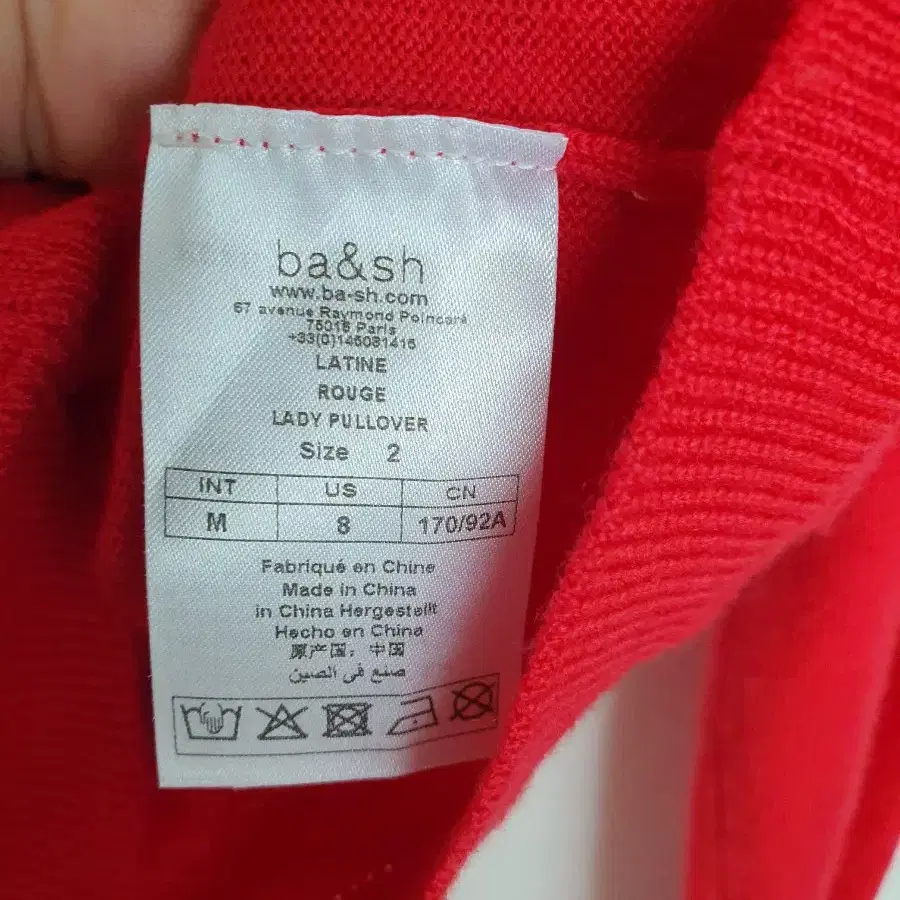 ba&sh
www.ba-sh.com
67 avenue Raymond Poincaré
75016 Paris
+33(0)145081415
LATINE
ROUGE
LADY PULLOVER
Size 2
INT US CN
M 8 170/92A
Fabriqué en Chine
Made in China
in China Hergestellt
Hecho en China
原产国：中国
صنع في الصين